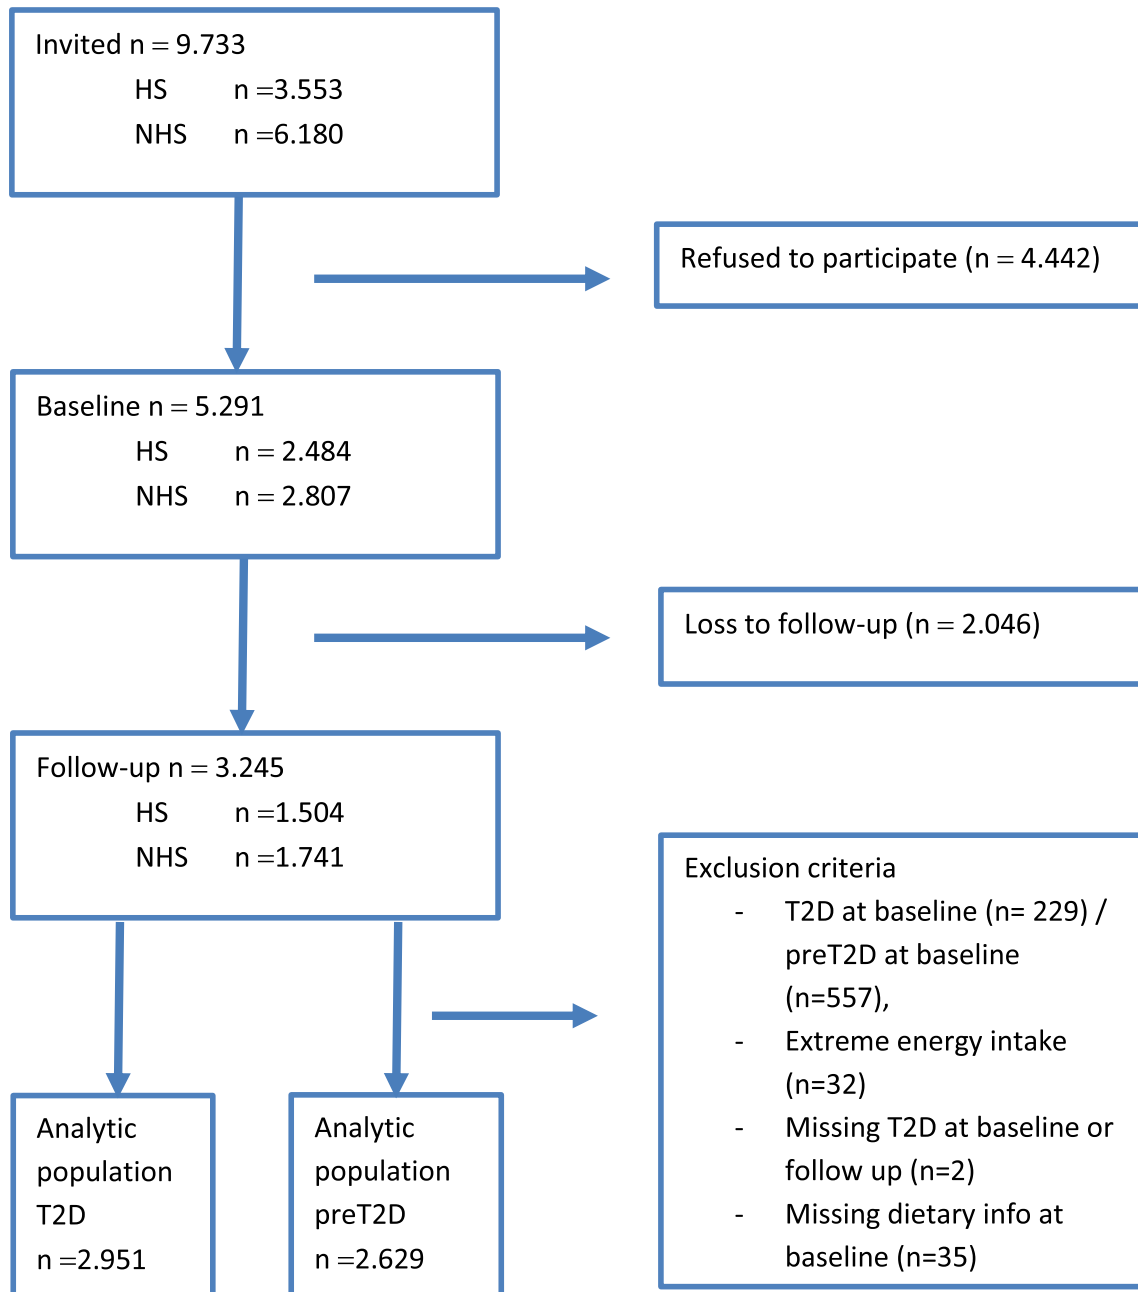 Invited n = 9.733
HS n =3.553
NHS n =6.180
Refused to participate (n = 4.442)
Baseline n = 5.291
HS n = 2.484
NHS n = 2.807
Loss to follow-up (n = 2.046)
Follow-up n = 3.245
HS n =1.504
NHS n =1.741
Exclusion criteria
- T2D at baseline (n= 229) /
preT2D at baseline
(n=557),
- Extreme energy intake
(n=32)
- Missing T2D at baseline or
follow up (n=2)
- Missing dietary info at
baseline (n=35)
Analytic
population
T2D
n =2.951
Analytic
population
preT2D
n =2.629